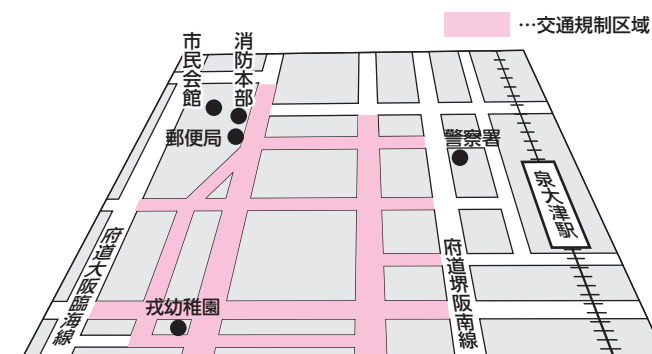 …交通規制区域
市民会館
消防本部
郵便局
警察署
泉大津駅
府道大阪臨海線
府道堺阪南線
戎幼稚園